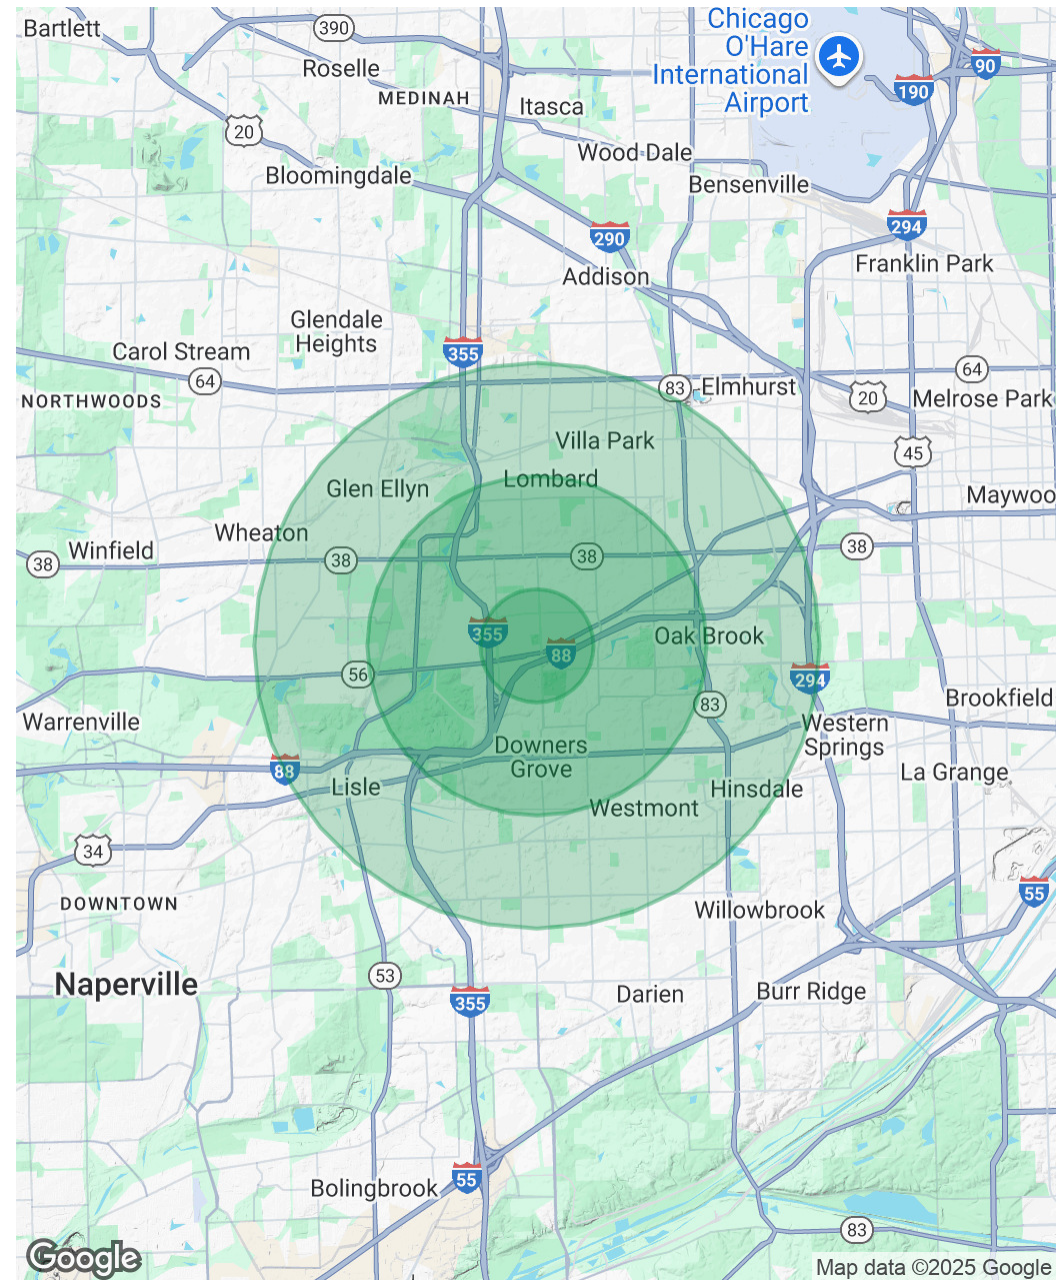 Bartlett
390
Roselle
MEDINAH
Itasca
Chicago
O'Hare
International
Airport
90
190
20
Wood Dale
Bloomingdale
Bensenville
290
294
Addison
Franklin Park
Glendale
Heights
Carol Stream
355
64
64
83
Elmhurst
20
Melrose Park
NORTHWOODS
Villa Park
45
Glen Ellyn
Lombard
Maywoo
Wheaton
Winfield
38
38
38
38
355
88
Oak Brook
56
294
83
Brookfield
Warrenville
Western
Springs
Downers
Grove
88
Lisle
La Grange
Hinsdale
Westmont
34
55
DOWNTOWN
Willowbrook
Naperville
53
355
Darien
Burr Ridge
55
Bolingbrook
83
Google
Map data ©2025 Google